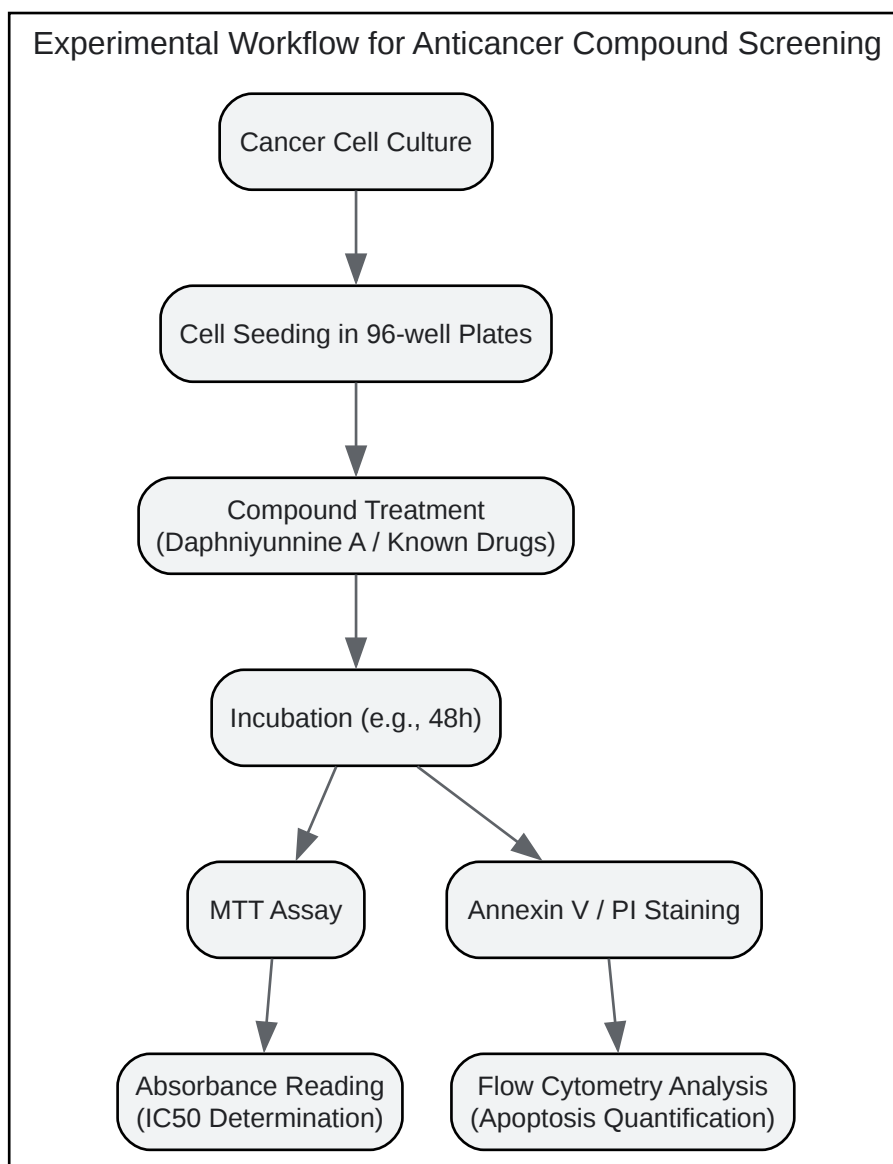 Experimental Workflow for Anticancer Compound Screening
Cancer Cell Culture
Cell Seeding in 96-well Plates
Compound Treatment
(Daphniyunnine A / Known Drugs)
Incubation (e.g., 48h)
MTT Assay
Annexin V / PI Staining
Absorbance Reading
(IC50 Determination)
Flow Cytometry Analysis
(Apoptosis Quantification)